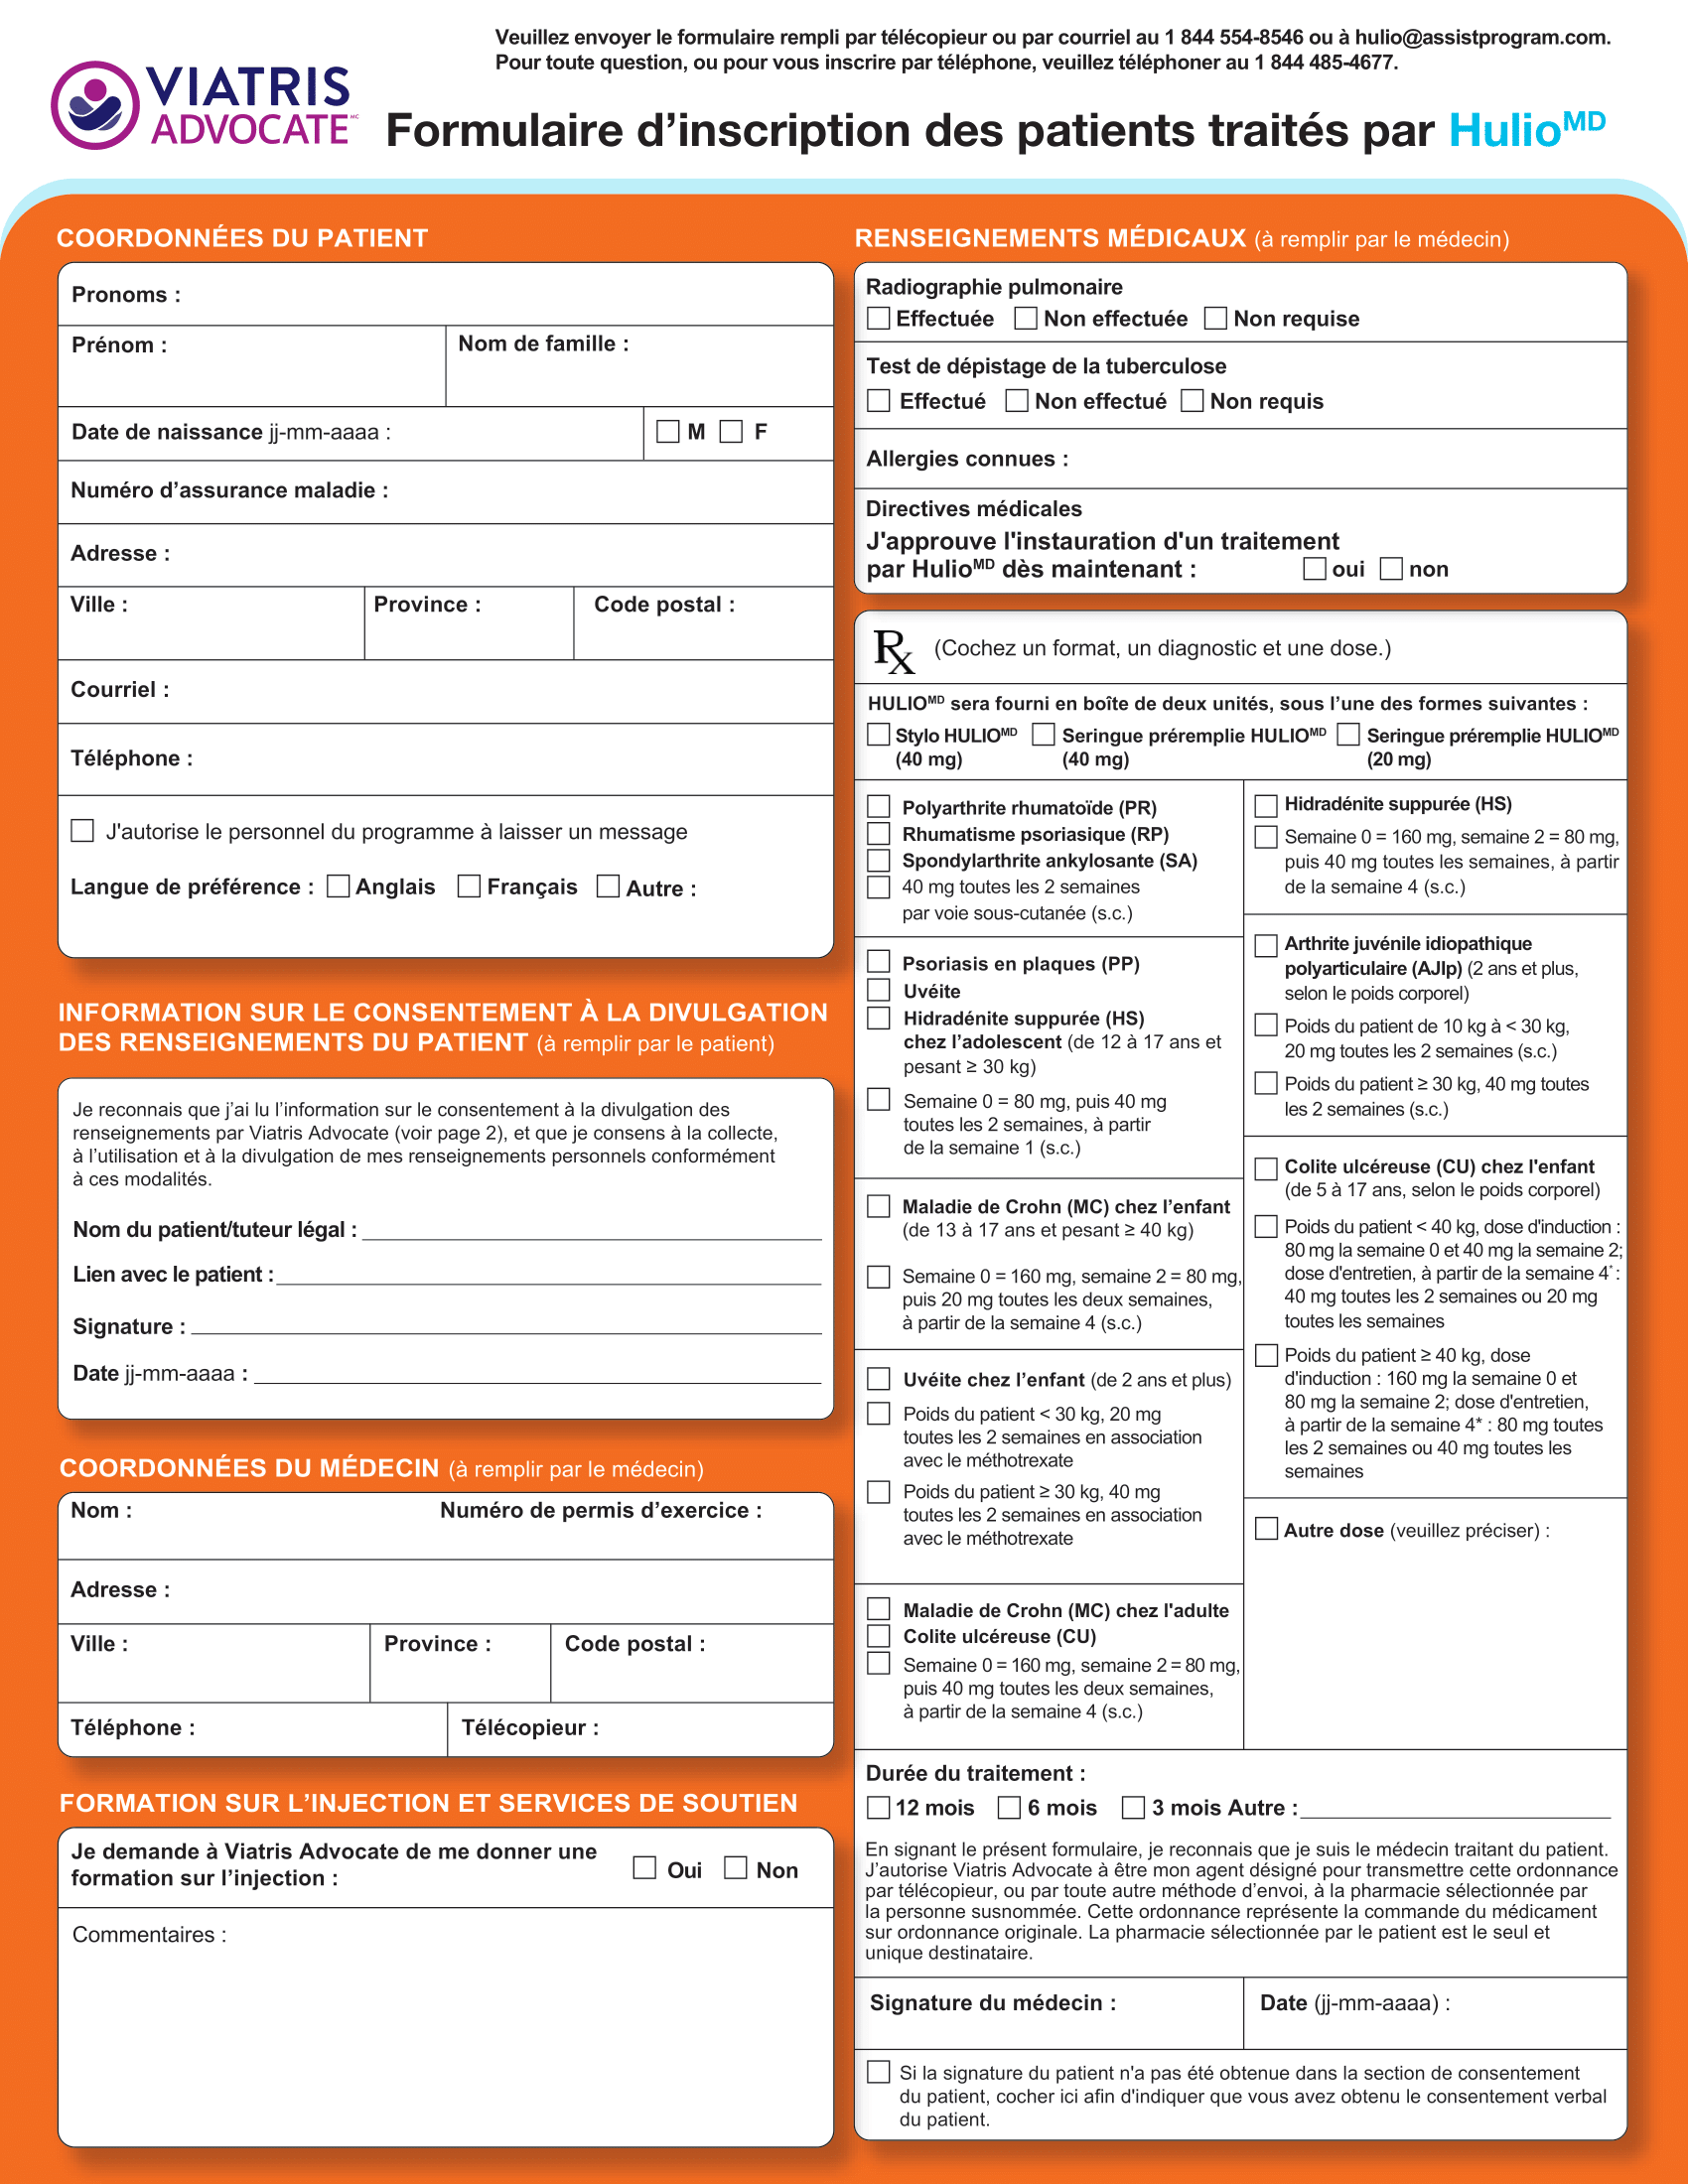 Veuillez envoyer le formulaire rempli par télécopieur ou par courriel au 1 844 554-8546 ou à hulio@assistprogram.com.
Pour toute question, ou pour vous inscrire par téléphone, veuillez téléphoner au 1 844 485-4677.
VIATRIS
ADVOCATE MC
Formulaire d’inscription des patients traités par HulioMD
COORDONNÉES DU PATIENT
Pronoms :
Prénom :
Nom de famille :
Date de naissance jj-mm-aaaa :
M F
Numéro d’assurance maladie :
Adresse :
Ville :
Province :
Code postal :
Courriel :
Téléphone :
J'autorise le personnel du programme à laisser un message
Langue de préférence : Anglais Français Autre :
INFORMATION SUR LE CONSENTEMENT À LA DIVULGATION
DES RENSEIGNEMENTS DU PATIENT (à remplir par le patient)
Je reconnais que j’ai lu l’information sur le consentement à la divulgation des
renseignements par Viatris Advocate (voir page 2), et que je consens à la collecte,
à l’utilisation et à la divulgation de mes renseignements personnels conformément
à ces modalités.
Nom du patient/tuteur légal :
Lien avec le patient :
Signature :
Date jj-mm-aaaa :
COORDONNÉES DU MÉDECIN (à remplir par le médecin)
Nom :
Numéro de permis d’exercice :
Adresse :
Ville :
Province :
Code postal :
Téléphone :
Télécopieur :
FORMATION SUR L’INJECTION ET SERVICES DE SOUTIEN
Je demande à Viatris Advocate de me donner une
formation sur l’injection :
Oui Non
Commentaires :
RENSEIGNEMENTS MÉDICAUX (à remplir par le médecin)
Radiographie pulmonaire
Effectuée Non effectuée Non requise
Test de dépistage de la tuberculose
Effectué Non effectué Non requis
Allergies connues :
Directives médicales
J'approuve l'instauration d'un traitement
par HulioMD dès maintenant : oui non
Rx (Cochez un format, un diagnostic et une dose.)
HULIOMD sera fourni en boîte de deux unités, sous l’une des formes suivantes :
Stylo HULIOMD
(40 mg)
Seringue préremplie HULIOMD
(40 mg)
Seringue préremplie HULIOMD
(20 mg)
Polyarthrite rhumatoïde (PR)
Rhumatisme psoriasique (RP)
Spondylarthrite ankylosante (SA)
40 mg toutes les 2 semaines
par voie sous-cutanée (s.c.)
Psoriasis en plaques (PP)
Uvéite
Hidradénite suppurée (HS)
chez l’adolescent (de 12 à 17 ans et
pesant ≥ 30 kg)
Semaine 0 = 80 mg, puis 40 mg
toutes les 2 semaines, à partir
de la semaine 1 (s.c.)
Maladie de Crohn (MC) chez l’enfant
(de 13 à 17 ans et pesant ≥ 40 kg)
Semaine 0 = 160 mg, semaine 2 = 80 mg,
puis 20 mg toutes les deux semaines,
à partir de la semaine 4 (s.c.)
Uvéite chez l’enfant (de 2 ans et plus)
Poids du patient < 30 kg, 20 mg
toutes les 2 semaines en association
avec le méthotrexate
Poids du patient ≥ 30 kg, 40 mg
toutes les 2 semaines en association
avec le méthotrexate
Maladie de Crohn (MC) chez l'adulte
Colite ulcéreuse (CU)
Semaine 0 = 160 mg, semaine 2 = 80 mg,
puis 40 mg toutes les deux semaines,
à partir de la semaine 4 (s.c.)
Hidradénite suppurée (HS)
Semaine 0 = 160 mg, semaine 2 = 80 mg,
puis 40 mg toutes les semaines, à partir
de la semaine 4 (s.c.)
Arthrite juvénile idiopathique
polyarticulaire (AJIp) (2 ans et plus,
selon le poids corporel)
Poids du patient de 10 kg à < 30 kg,
20 mg toutes les 2 semaines (s.c.)
Poids du patient ≥ 30 kg, 40 mg toutes
les 2 semaines (s.c.)
Colite ulcéreuse (CU) chez l'enfant
(de 5 à 17 ans, selon le poids corporel)
Poids du patient < 40 kg, dose d'induction :
80 mg la semaine 0 et 40 mg la semaine 2;
dose d'entretien, à partir de la semaine 4* :
40 mg toutes les 2 semaines ou 20 mg
toutes les semaines
Poids du patient ≥ 40 kg, dose
d'induction : 160 mg la semaine 0 et
80 mg la semaine 2; dose d'entretien,
à partir de la semaine 4* : 80 mg toutes
les 2 semaines ou 40 mg toutes les
semaines
Autre dose (veuillez préciser) :
Durée du traitement :
12 mois 6 mois 3 mois Autre :
En signant le présent formulaire, je reconnais que je suis le médecin traitant du patient.
J’autorise Viatris Advocate à être mon agent désigné pour transmettre cette ordonnance
par télécopieur, ou par toute autre méthode d’envoi, à la pharmacie sélectionnée par
la personne susnommée. Cette ordonnance représente la commande du médicament
sur ordonnance originale. La pharmacie sélectionnée par le patient est le seul et
unique destinataire.
Signature du médecin :
Date (jj-mm-aaaa) :
Si la signature du patient n'a pas été obtenue dans la section de consentement
du patient, cocher ici afin d'indiquer que vous avez obtenu le consentement verbal
du patient.